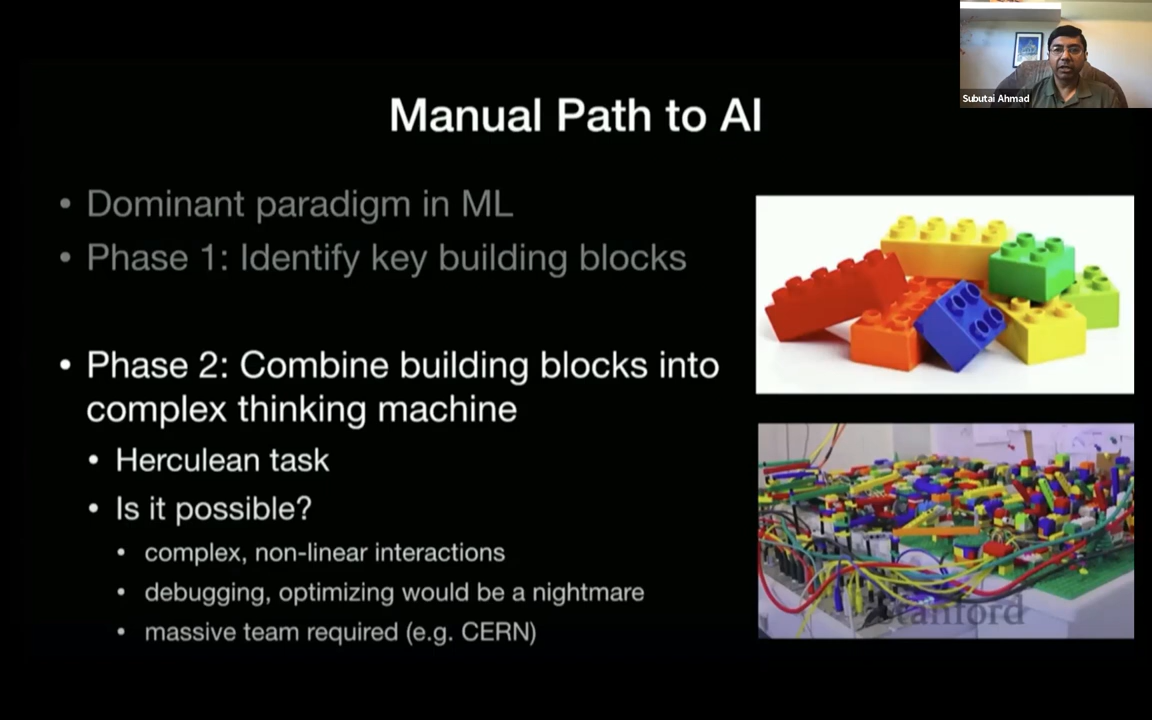 Subutai Ahmad
Manual Path to AI
• Dominant paradigm in ML
• Phase 1: Identify key building blocks
• Phase 2: Combine building blocks into
complex thinking machine
• Herculean task
• Is it possible?
• complex, non-linear interactions
• debugging, optimizing would be a nightmare
• massive team required (e.g. CERN)
Stanford